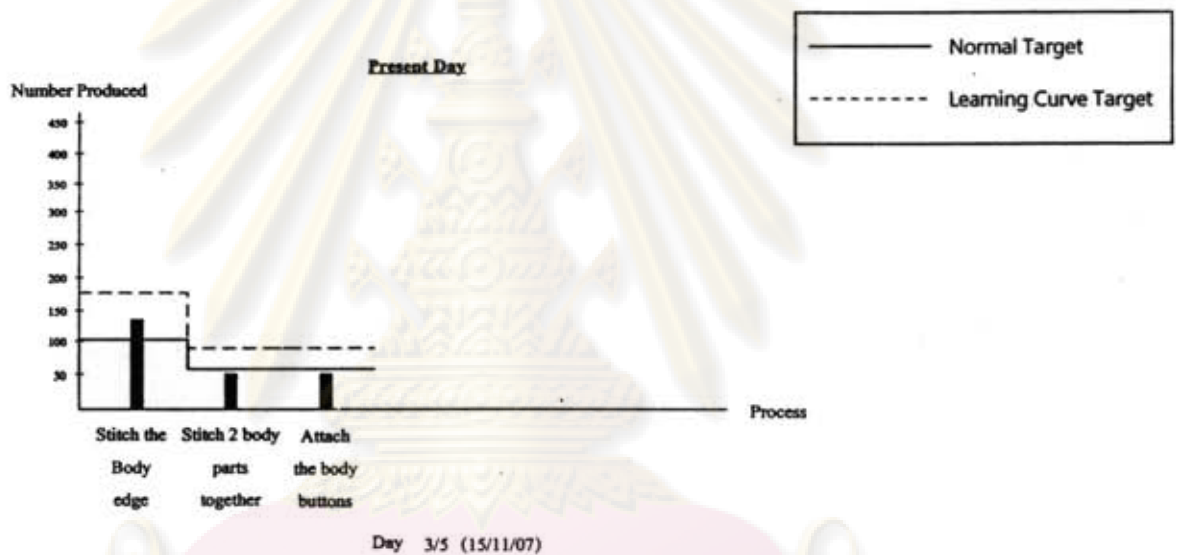 Normal Target
Learning Curve Target
Present Day
Number Produced
450
400
350
300
250
200
150
100
50
Process
Stitch the Body edge
Stitch 2 body parts together
Attach the body buttons
Day 3/5 (15/11/07)